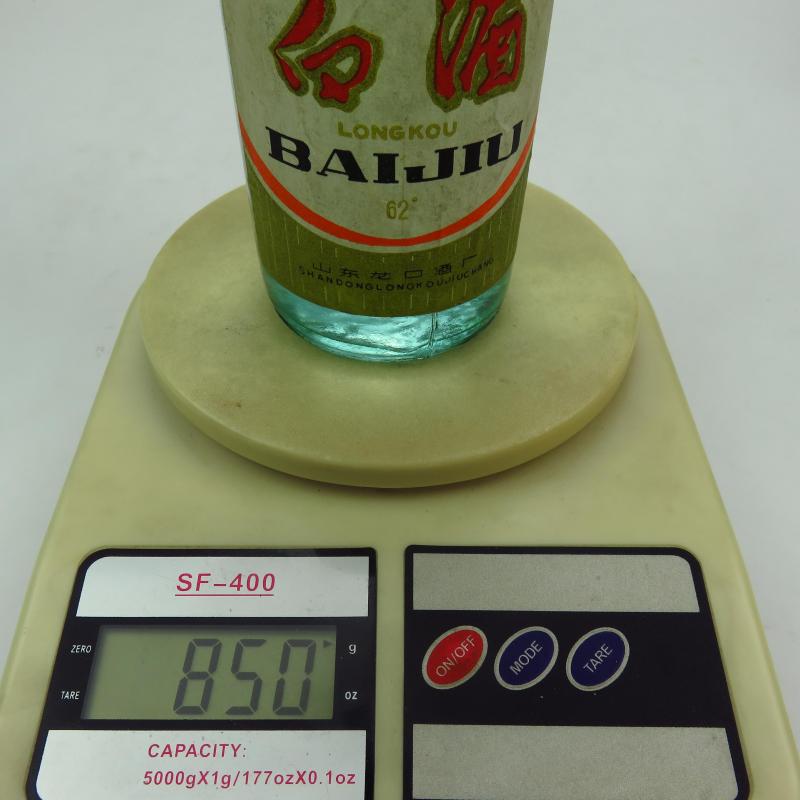 白酒
LONGKOU
BAIJIU
62°
山东龙口酒厂
SHANDONGLONGKOUJIUCHANG
SF-400
ZERO
850
g
TARE
oz
CAPACITY:
5000gX1g/177ozX0.1oz
ON/OFF
MODE
TARE